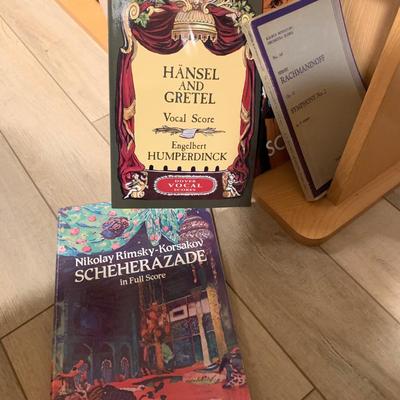 HÄNSEL
AND
GRETEL
Vocal Score
Engelbert
HUMPERDINCK
DOVER
VOCAL
SCORES
RACHMANINOFF
SYMPHONY No. 2
Nikolay Rimsky-Korsakov
SCHEHERAZADE
in Full Score